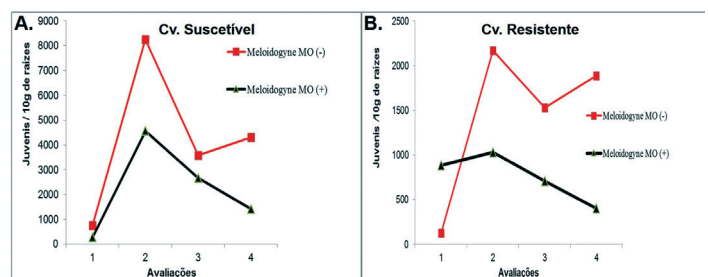 A.
Cv. Suscetível
Juvenis / 10g de raízes
9000
8000
7000
6000
5000
4000
3000
2000
1000
0
Meloidogyne MO (-)
Meloidogyne MO (+)
1 2 3 4
Avaliações
B.
Cv. Resistente
Juvenis /10g de raízes
2500
2000
1500
1000
500
0
Meloidogyne MO (-)
Meloidogyne MO (+)
1 2 3 4
Avaliações